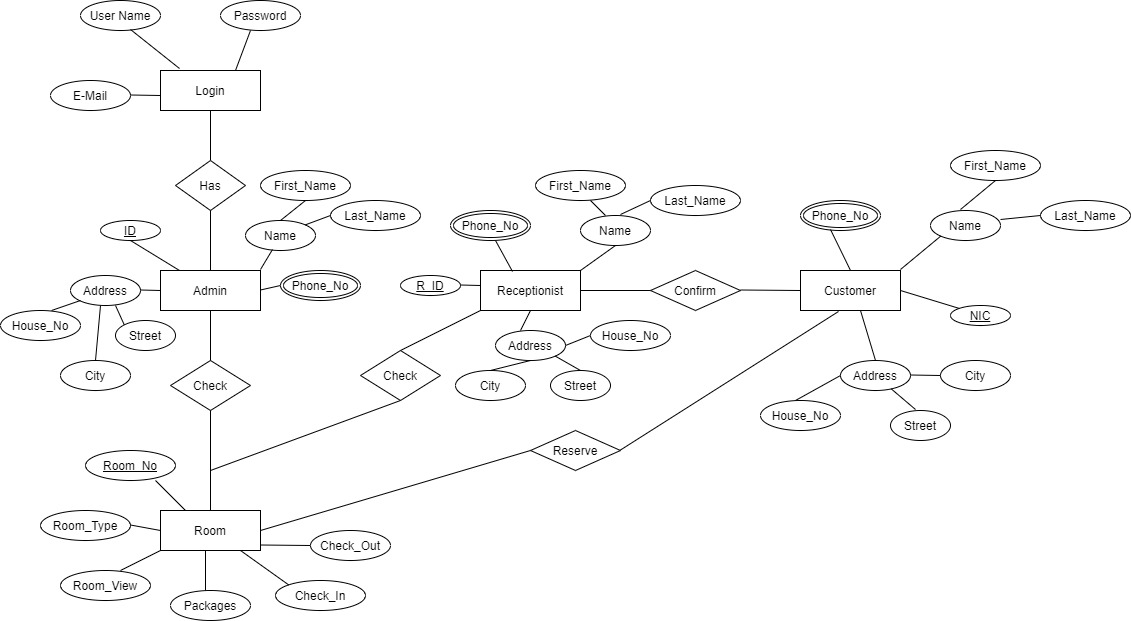 User Name
Password
E-Mail
Login
Has
First_Name
Last_Name
Name
ID
Address
Admin
Phone_No
House_No
Street
City
Check
First_Name
Last_Name
Phone_No
Name
R_ID
Receptionist
Confirm
Address
House_No
City
Street
Check
First_Name
Phone_No
Last_Name
Name
Customer
NIC
Address
City
House_No
Street
Reserve
Room_No
Room_Type
Room
Check_Out
Room_View
Packages
Check_In